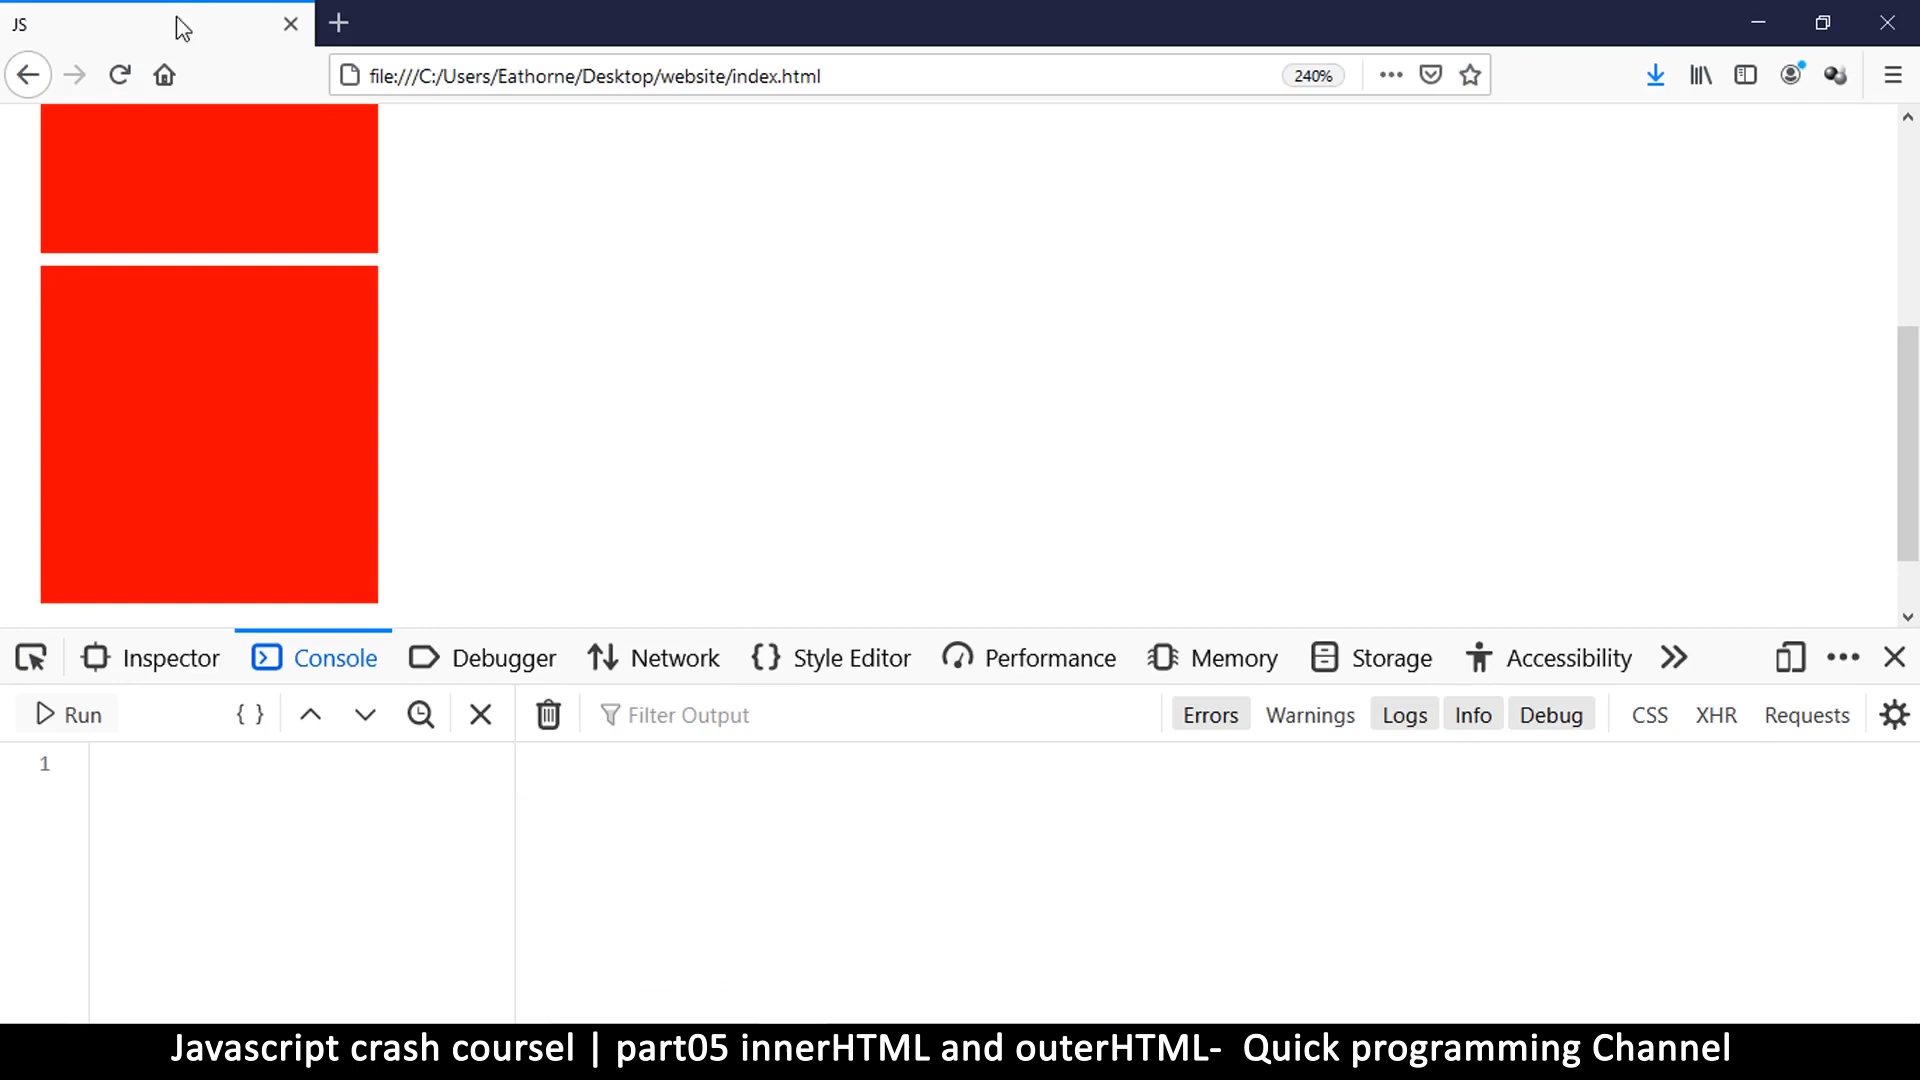 JS
file:///C:/Users/Eathorne/Desktop/website/index.html 240%
Inspector Console Debugger Network Style Editor Performance Memory Storage Accessibility
Run Filter Output Errors Warnings Logs Info Debug CSS XHR Requests
1
Javascript crash coursel | part05 innerHTML and outerHTML- Quick programming Channel